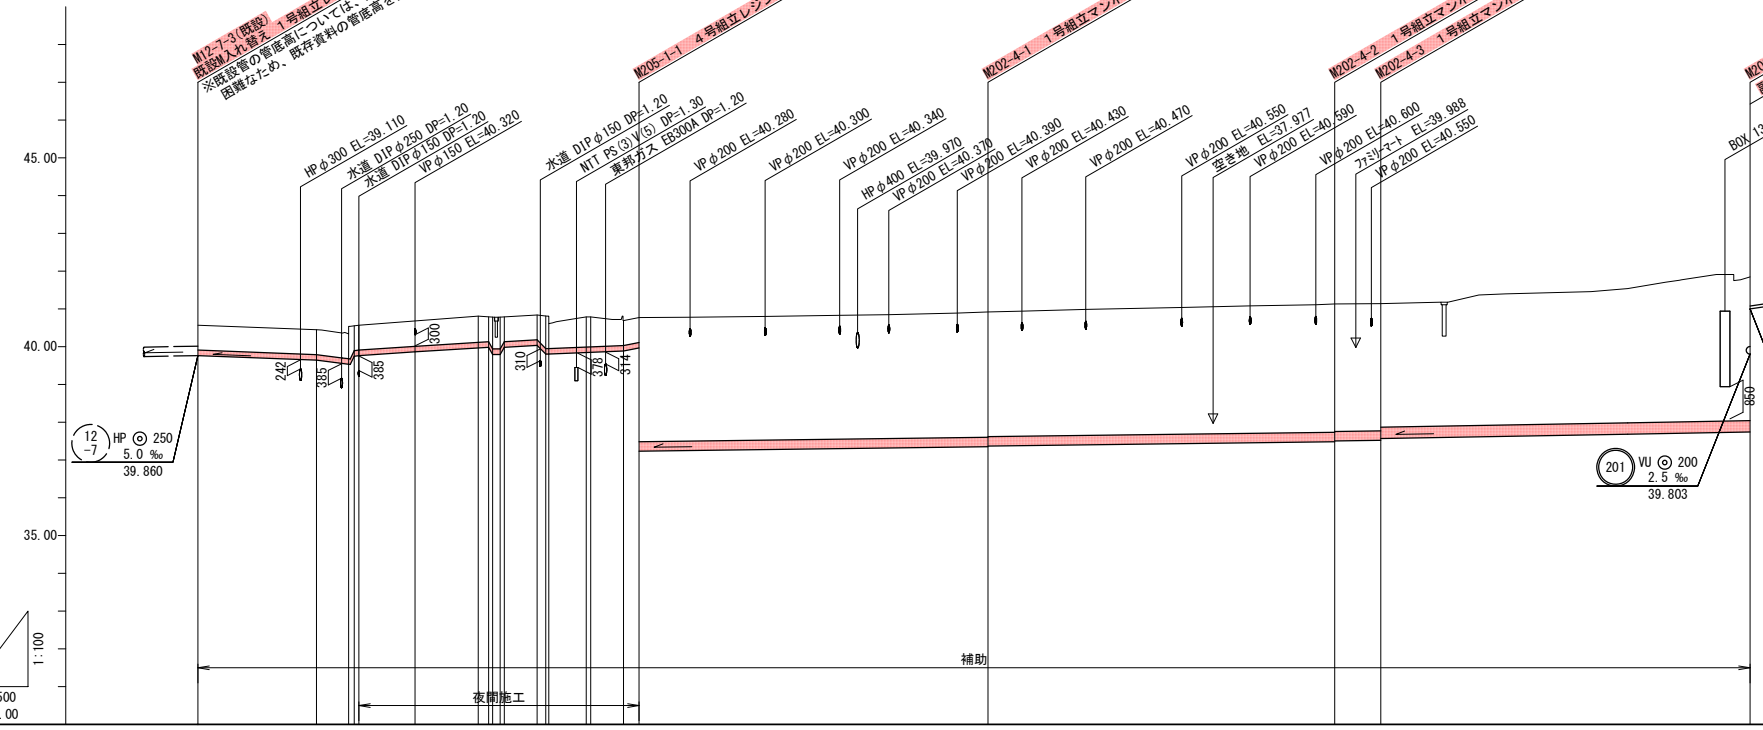 M12-7-3(既設)
既設M入れ替え 1号組立
※既設管の管底高については、
困難なため、既存資料の管底高を
M205-1-1 4号組立レジ
M202-4-1 1号組立マン
M202-4-2 1号組立マン
M202-4-3 1号組立マン
HPφ300 EL=39.110
水道 DIPφ250 DP=1.20
水道 DIPφ150 DP=1.20
VPφ150 EL=40.320
水道 DIPφ150 DP=1.20
NTT PS(3)V(5) DP=1.30
東邦ガス EB300A DP=1.20
VPφ200 EL=40.280
VPφ200 EL=40.300
VPφ200 EL=40.340
HPφ400 EL=39.970
VPφ200 EL=40.370
VPφ200 EL=40.390
VPφ200 EL=40.430
VPφ200 EL=40.470
VPφ200 EL=40.550
空き地 EL=37.977
VPφ200 EL=40.590
VPφ200 EL=40.600
ファミリーマート EL=39.988
VPφ200 EL=40.550
BOX 13
45.00
40.00
35.00
242
385
385
300
310
378
314
850
12
-7
HP ◎ 250
5.0 ‰
39.860
201
VU ◎ 200
2.5 ‰
39.803
補助
夜間施工
1:100
500
.00